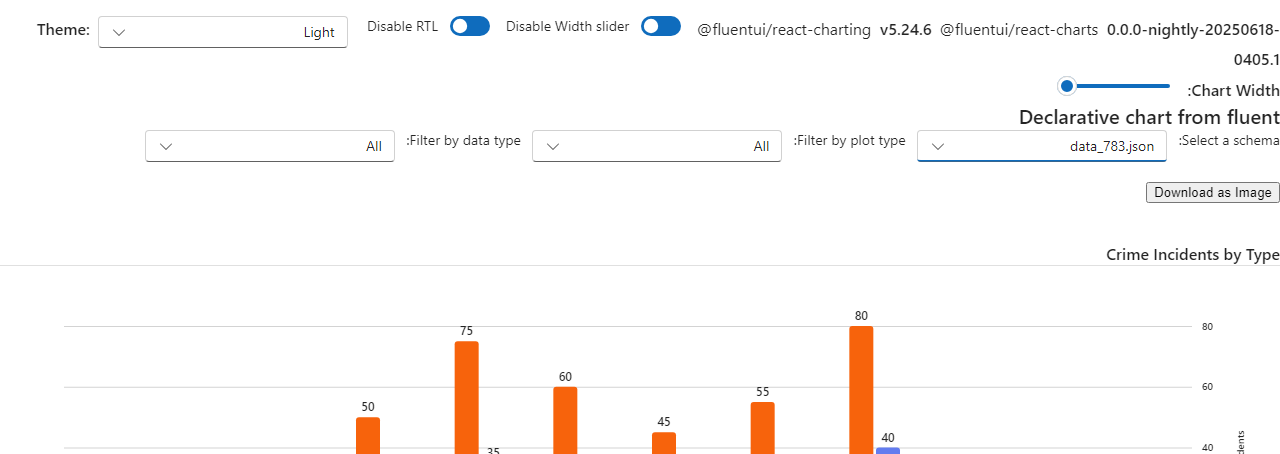 Theme: Light Disable RTL Disable Width slider @fluentui/react-charting v5.24.6 @fluentui/react-charts 0.0.0-nightly-20250618-
0405.1
:Chart Width
Declarative chart from fluent
:Select a schema data_783.json :Filter by plot type All :Filter by data type All
Download as Image
Crime Incidents by Type
80
80
75
60
60
55
50
45
40
40
35